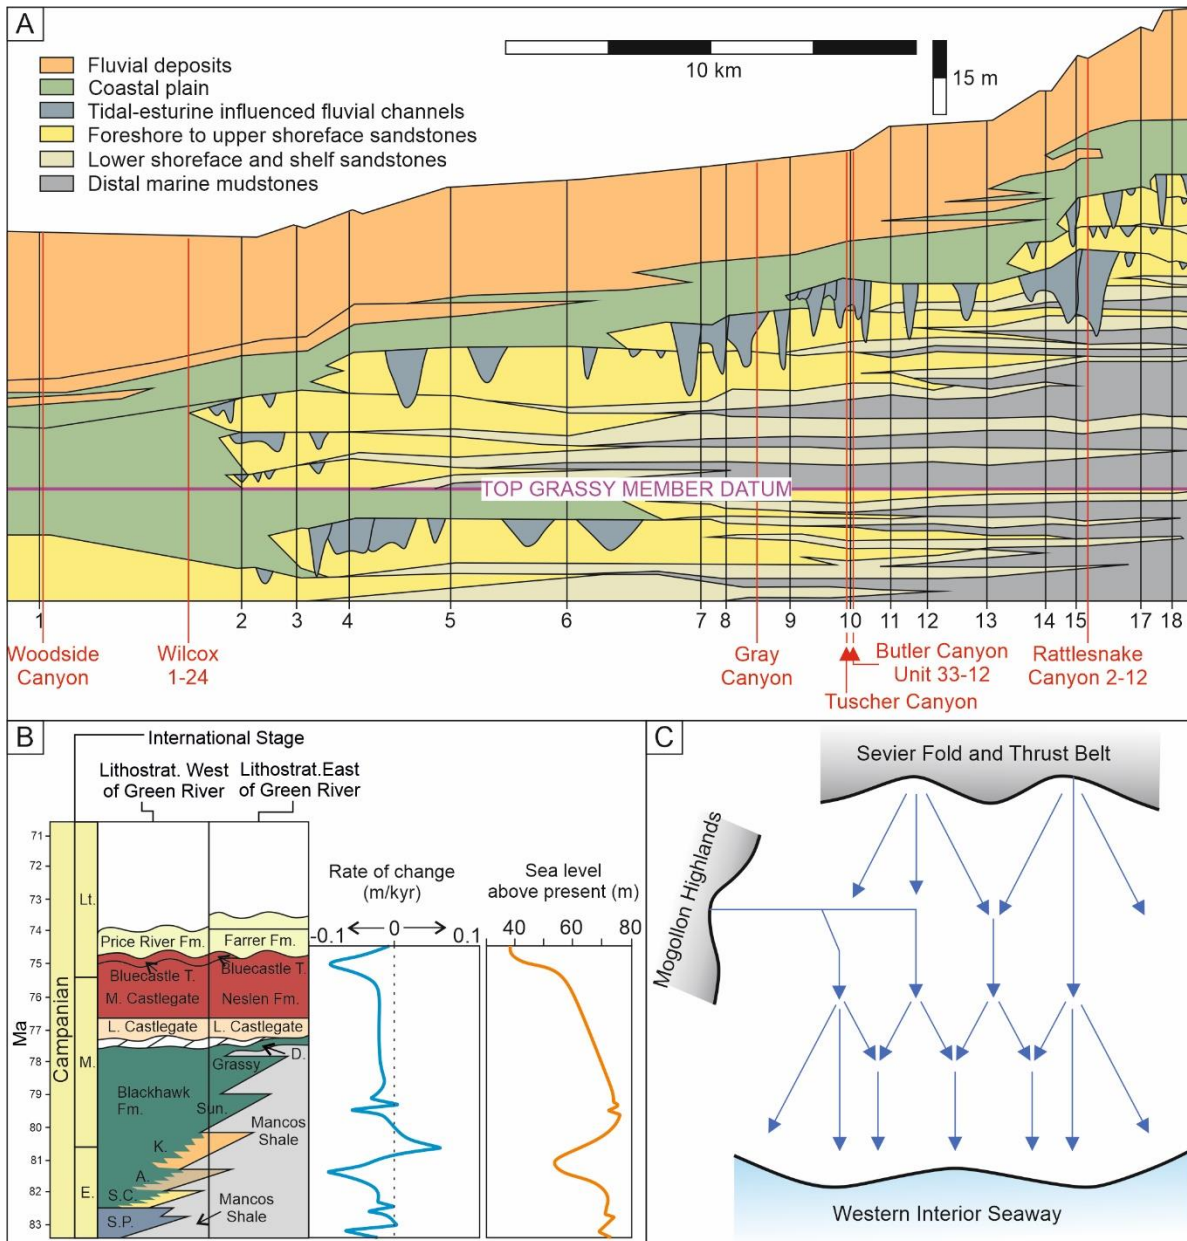 A
Fluvial deposits
Coastal plain
Tidal-esturine influenced fluvial channels
Foreshore to upper shoreface sandstones
Lower shoreface and shelf sandstones
Distal marine mudstones
10 km
15 m
TOP GRASSY MEMBER DATUM
1 2 3 4 5 6 7 8 9 10 11 12 13 14 15 17 18
Woodside
Canyon
Wilcox
1-24
Gray
Canyon
Tuscher Canyon
Butler Canyon
Unit 33-12
Rattlesnake
Canyon 2-12
B
International Stage
Lithostrat. West
of Green River
Lithostrat.East
of Green River
Ma
71
72
73
74
75
76
77
78
79
80
81
82
83
Campanian
Lt.
M.
E.
Price River Fm.
Farrer Fm.
Bluecastle T.
Bluecastle T.
M. Castlegate
Neslen Fm.
L. Castlegate
L. Castlegate
D.
Grassy
Blackhawk
Fm.
Sun.
Mancos
Shale
K.
A.
S.C.
S.P.
Mancos
Shale
Rate of change
(m/kyr)
-0.1 0 0.1
Sea level
above present (m)
40 60 80
C
Sevier Fold and Thrust Belt
Mogollon Highlands
Western Interior Seaway